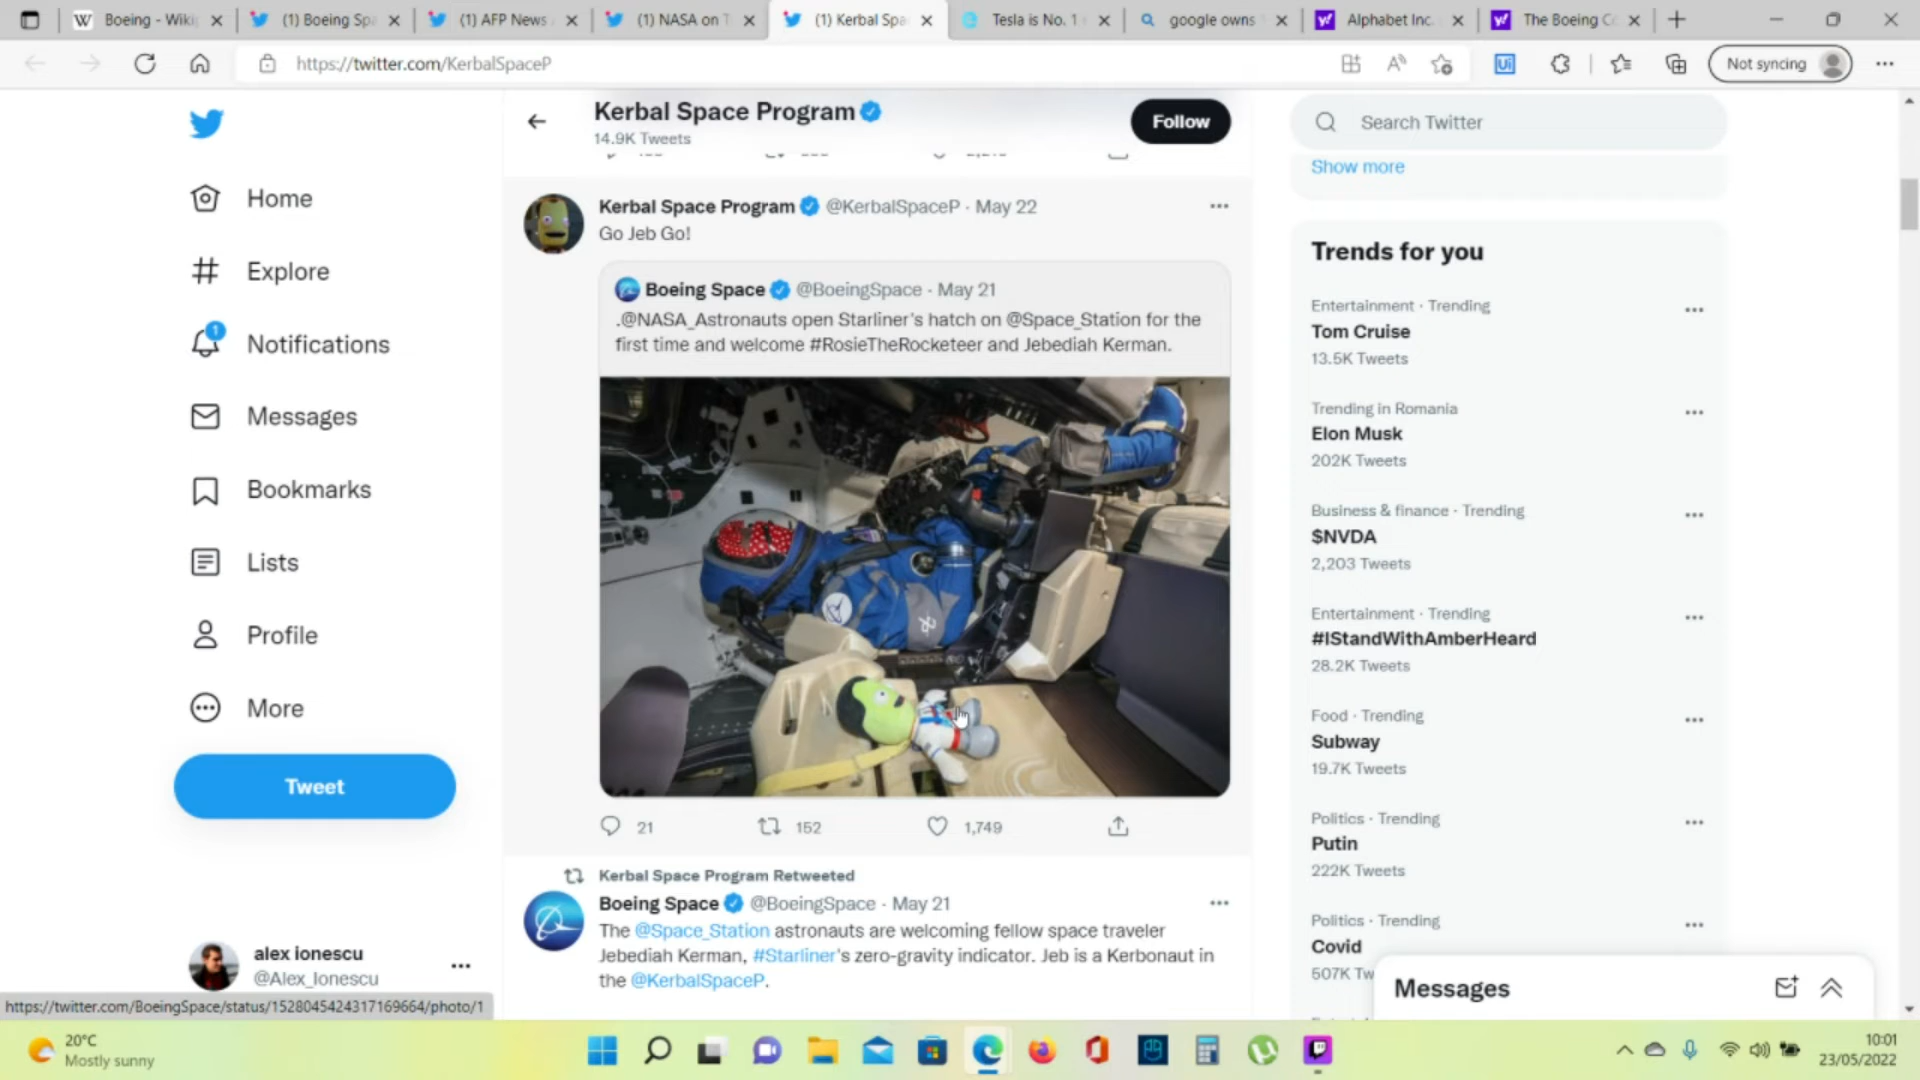 Boeing - Wiki
(1) Boeing Spa
(1) AFP News
(1) NASA on T
(1) Kerbal Spa
Tesla is No. 1
google owns
Alphabet Inc.
The Boeing Co
https://twitter.com/KerbalSpaceP
Not syncing
Home
Explore
1
Notifications
Messages
Bookmarks
Lists
Profile
More
Tweet
alex ionescu
@Alex_Ionescu
https://twitter.com/BoeingSpace/status/1528045424317169664/photo/1
Kerbal Space Program
14.9K Tweets
Follow
Kerbal Space Program @KerbalSpaceP · May 22
Go Jeb Go!
Boeing Space @BoeingSpace · May 21
.@NASA_Astronauts open Starliner's hatch on @Space_Station for the
first time and welcome #RosieTheRocketeer and Jebediah Kerman.
21 152 1,749
Kerbal Space Program Retweeted
Boeing Space @BoeingSpace · May 21
The @Space_Station astronauts are welcoming fellow space traveler
Jebediah Kerman, #Starliner's zero-gravity indicator. Jeb is a Kerbonaut in
the @KerbalSpaceP.
Search Twitter
Show more
Trends for you
Entertainment · Trending
Tom Cruise
13.5K Tweets
Trending in Romania
Elon Musk
202K Tweets
Business & finance · Trending
$NVDA
2,203 Tweets
Entertainment · Trending
#IStandWithAmberHeard
28.2K Tweets
Food · Trending
Subway
19.7K Tweets
Politics · Trending
Putin
222K Tweets
Politics · Trending
Covid
507K Tw
Messages
20°C
Mostly sunny
10:01
23/05/2022